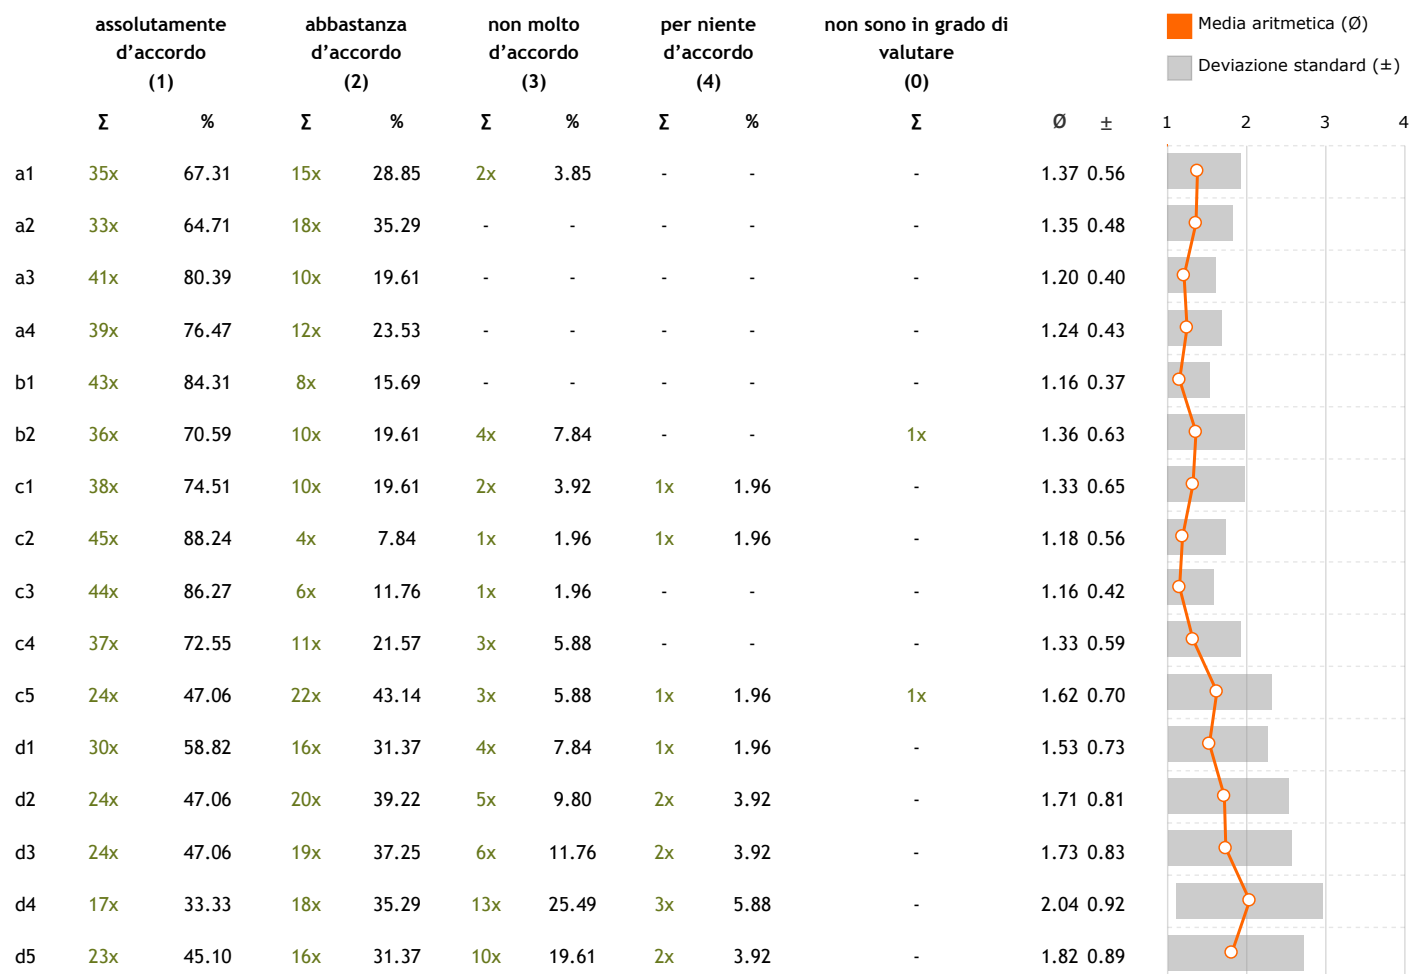 assolutamente abbastanza non molto per niente non sono in grado di Media aritmetica (Ø)
d’accordo d’accordo d’accordo d’accordo valutare Deviazione standard (±)
(1) (2) (3) (4) (0)
Σ % Σ % Σ % Σ % Σ Ø ± 1 2 3 4
a1 35x 67.31 15x 28.85 2x 3.85 - - - 1.37 0.56
a2 33x 64.71 18x 35.29 - - - - - 1.35 0.48
a3 41x 80.39 10x 19.61 - - - - - 1.20 0.40
a4 39x 76.47 12x 23.53 - - - - - 1.24 0.43
b1 43x 84.31 8x 15.69 - - - - - 1.16 0.37
b2 36x 70.59 10x 19.61 4x 7.84 - - 1x 1.36 0.63
c1 38x 74.51 10x 19.61 2x 3.92 1x 1.96 - 1.33 0.65
c2 45x 88.24 4x 7.84 1x 1.96 1x 1.96 - 1.18 0.56
c3 44x 86.27 6x 11.76 1x 1.96 - - - 1.16 0.42
c4 37x 72.55 11x 21.57 3x 5.88 - - - 1.33 0.59
c5 24x 47.06 22x 43.14 3x 5.88 1x 1.96 1x 1.62 0.70
d1 30x 58.82 16x 31.37 4x 7.84 1x 1.96 - 1.53 0.73
d2 24x 47.06 20x 39.22 5x 9.80 2x 3.92 - 1.71 0.81
d3 24x 47.06 19x 37.25 6x 11.76 2x 3.92 - 1.73 0.83
d4 17x 33.33 18x 35.29 13x 25.49 3x 5.88 - 2.04 0.92
d5 23x 45.10 16x 31.37 10x 19.61 2x 3.92 - 1.82 0.89